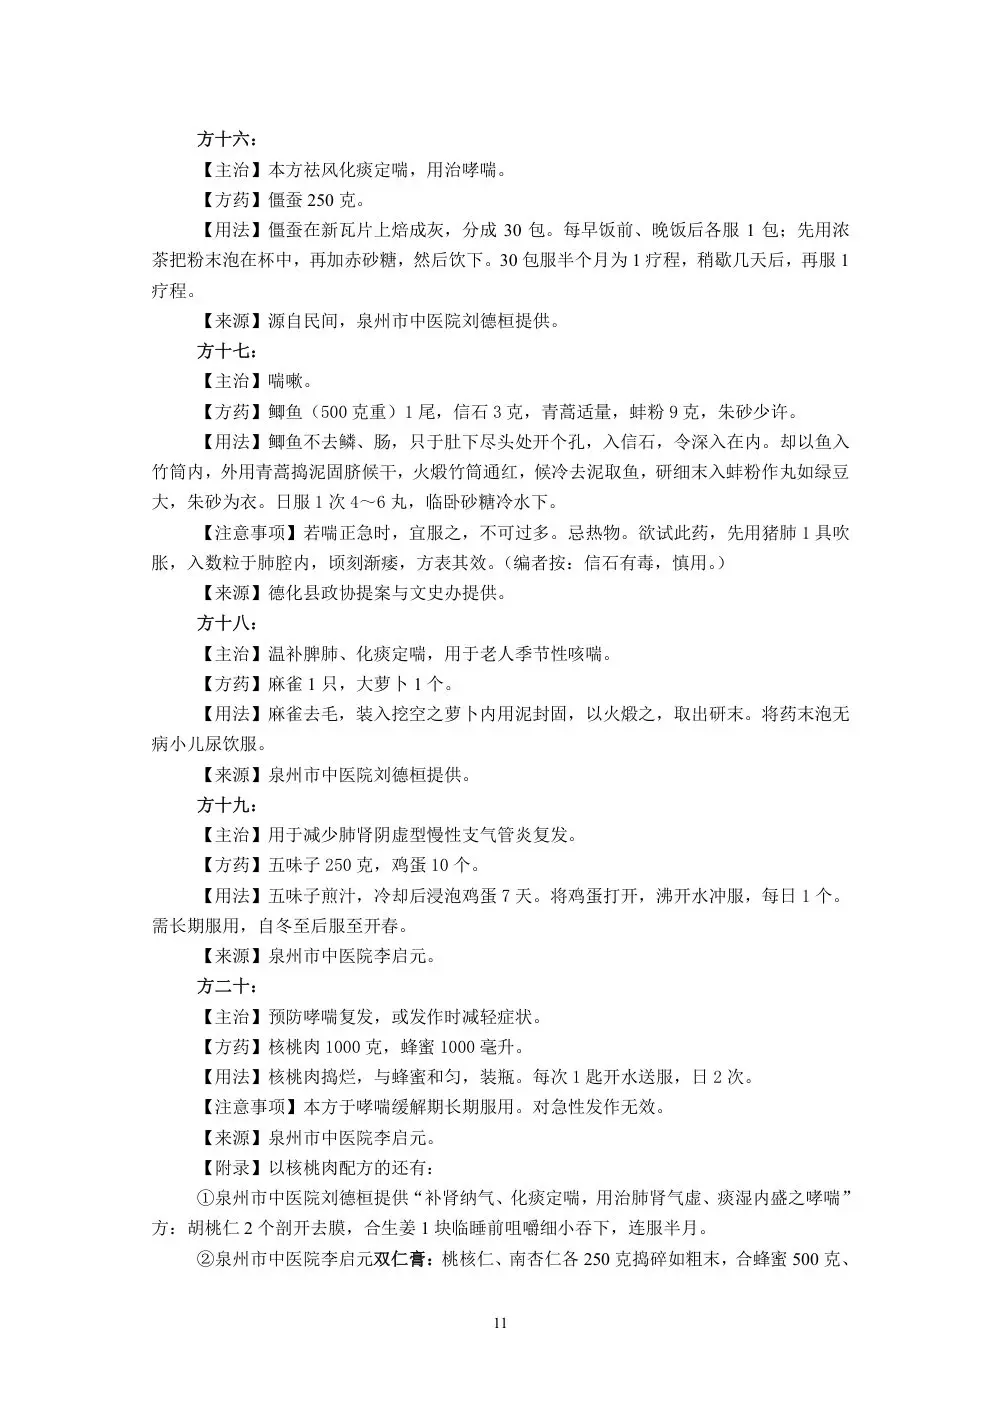 方十六：
【主治】本方祛风化痰定喘，用治哮喘。
【方药】僵蚕 250 克。
【用法】僵蚕在新瓦片上焙成灰，分成 30 包。每早饭前、晚饭后各服 1 包；先用浓
茶把粉末泡在杯中，再加赤砂糖，然后饮下。30 包服半个月为 1 疗程，稍歇几天后，再服 1
疗程。
【来源】源自民间，泉州市中医院刘德桓提供。
方十七：
【主治】喘嗽。
【方药】鲫鱼（500 克重）1 尾，信石 3 克，青蒿适量，蚌粉 9 克，朱砂少许。
【用法】鲫鱼不去鳞、肠，只于肚下尽头处开个孔，入信石，令深入在内。却以鱼入
竹筒内，外用青蒿捣泥固脐候干，火煅竹筒通红，候冷去泥取鱼，研细末入蚌粉作丸如绿豆
大，朱砂为衣。日服 1 次 4～6 丸，临卧砂糖冷水下。
【注意事项】若喘正急时，宜服之，不可过多。忌热物。欲试此药，先用猪肺 1 具吹
胀，入数粒于肺腔内，顷刻渐痿，方表其效。（编者按：信石有毒，慎用。）
【来源】德化县政协提案与文史办提供。
方十八：
【主治】温补脾肺、化痰定喘，用于老人季节性咳喘。
【方药】麻雀 1 只，大萝卜 1 个。
【用法】麻雀去毛，装入挖空之萝卜内用泥封固，以火煅之，取出研末。将药末泡无
病小儿尿饮服。
【来源】泉州市中医院刘德桓提供。
方十九：
【主治】用于减少肺肾阴虚型慢性支气管炎复发。
【方药】五味子 250 克，鸡蛋 10 个。
【用法】五味子煎汁，冷却后浸泡鸡蛋 7 天。将鸡蛋打开，沸开水冲服，每日 1 个。
需长期服用，自冬至后服至开春。
【来源】泉州市中医院李启元。
方二十：
【主治】预防哮喘复发，或发作时减轻症状。
【方药】核桃肉 1000 克，蜂蜜 1000 毫升。
【用法】核桃肉捣烂，与蜂蜜和匀，装瓶。每次 1 匙开水送服，日 2 次。
【注意事项】本方于哮喘缓解期长期服用。对急性发作无效。
【来源】泉州市中医院李启元。
【附录】以核桃肉配方的还有：
①泉州市中医院刘德桓提供“补肾纳气、化痰定喘，用治肺肾气虚、痰湿内盛之哮喘”
方：胡桃仁 2 个剖开去膜，合生姜 1 块临睡前咀嚼细小吞下，连服半月。
②泉州市中医院李启元双仁膏：桃核仁、南杏仁各 250 克捣碎如粗末，合蜂蜜 500 克、
11